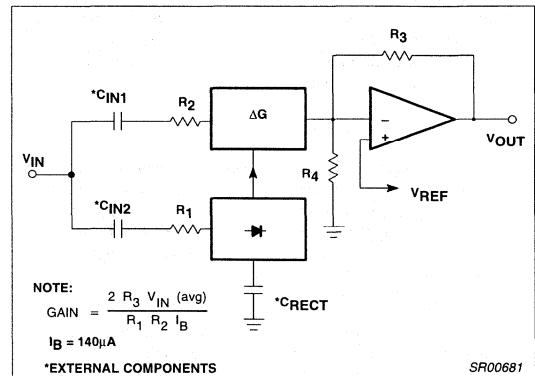 R3
*CIN1
R2
ΔG
−
+
VOUT
VIN
R4
VREF
*CIN2
R1
*CRECT
NOTE:
GAIN = 2 R3 VIN (avg)
R1 R2 IB
IB = 140μA
*EXTERNAL COMPONENTS
SR00681